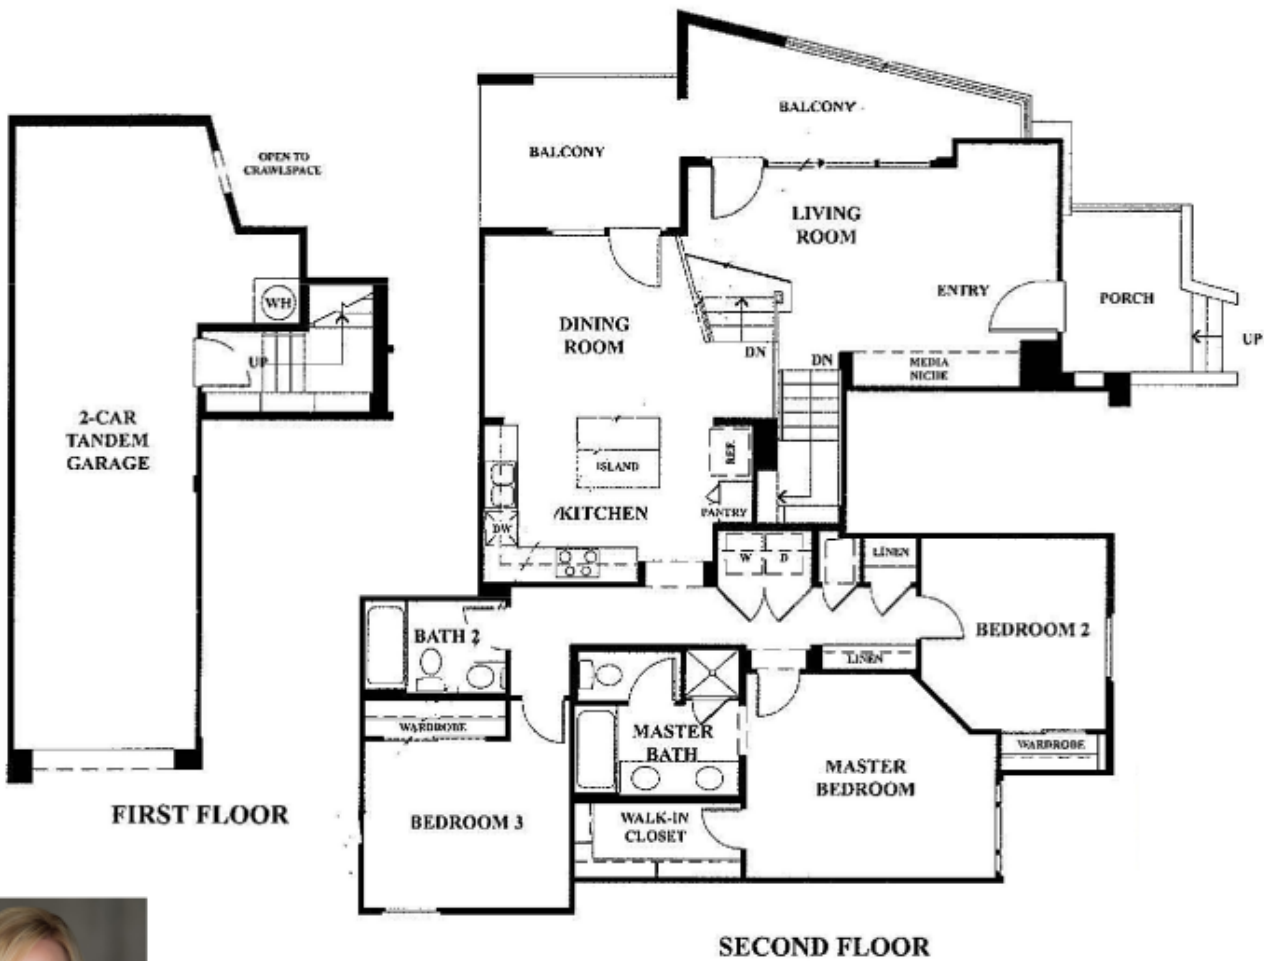 BALCONY
BALCONY
OPEN TO
CRAWLSPACE
LIVING
ROOM
WH
ENTRY
PORCH
DINING
ROOM
UP
UP
DN
DN
MEDIA
NICHE
2-CAR
TANDEM
GARAGE
ISLAND
REF.
KITCHEN
PANTRY
DW
W
D
LINEN
BATH 2
BEDROOM 2
LINEN
WARDROBE
MASTER
BATH
WARDROBE
MASTER
BEDROOM
FIRST FLOOR
BEDROOM 3
WALK-IN
CLOSET
SECOND FLOOR